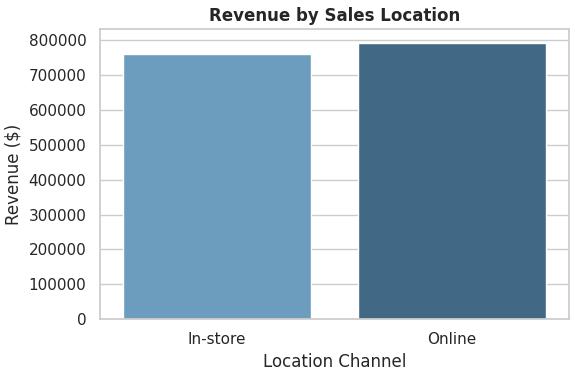 Revenue by Sales Location
Revenue ($)
800000
700000
600000
500000
400000
300000
200000
100000
0
In-store
Online
Location Channel